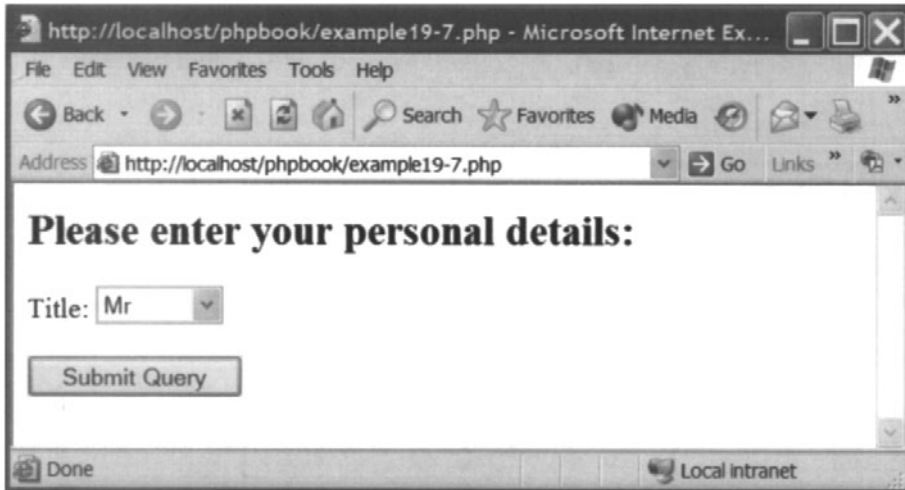 http://localhost/phpbook/example19-7.php - Microsoft Internet Ex...
File Edit View Favorites Tools Help
Back Search Favorites Media »
Address http://localhost/phpbook/example19-7.php Go Links »
Please enter your personal details:
Title: Mr
Submit Query
Done Local intranet